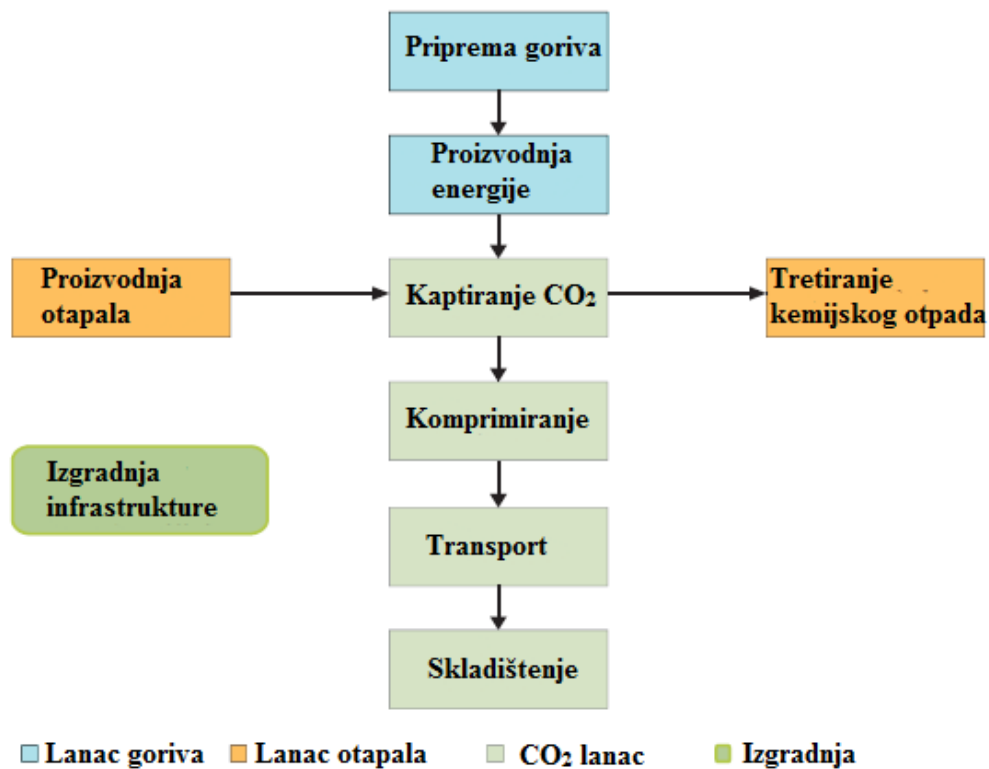 Priprema goriva
Proizvodnja
energije
Proizvodnja
otapala
Kaptiranje CO₂
Tretiranje
kemijskog otpada
Komprimiranje
Izgradnja
infrastrukture
Transport
Skladištenje
Lanac goriva
Lanac otapala
CO₂ lanac
Izgradnja